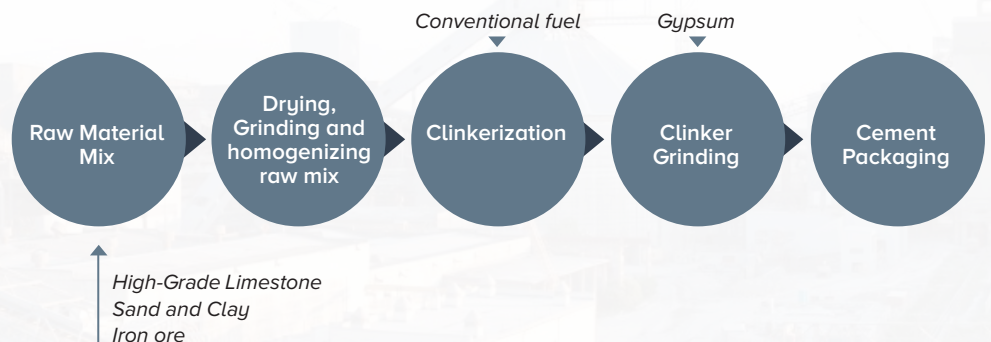 Conventional fuel
Gypsum
Raw Material
Mix
Drying,
Grinding and
homogenizing
raw mix
Clinkerization
Clinker
Grinding
Cement
Packaging
High-Grade Limestone
Sand and Clay
Iron ore